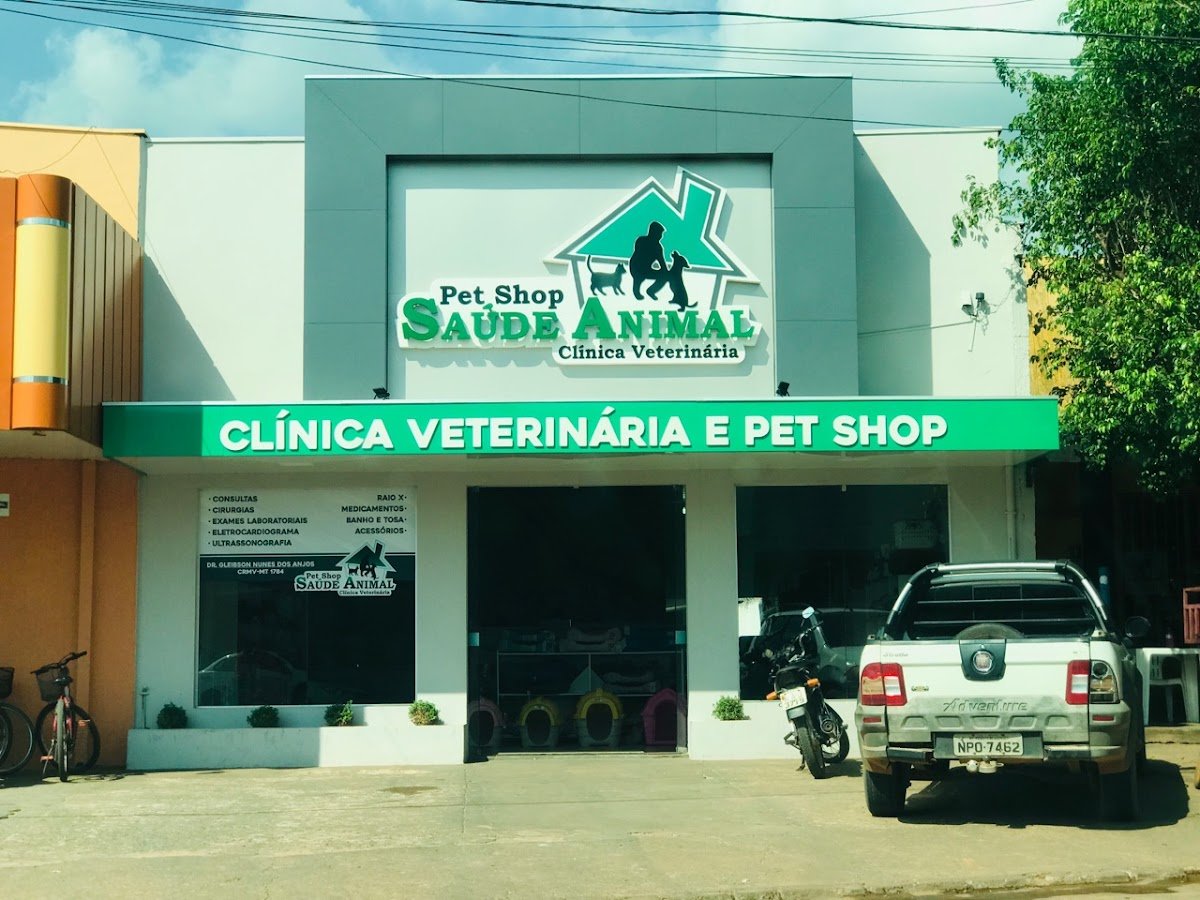 Pet Shop
SAÚDE ANIMAL
Clínica Veterinária
CLÍNICA VETERINÁRIA E PET SHOP
· CONSULTAS
· CIRURGIAS
· EXAMES LABORATORIAIS
· ELETROCARDIOGRAMA
· ULTRASSONOGRAFIA
RAIO X ·
MEDICAMENTOS ·
BANHO E TOSA ·
ACESSÓRIOS ·
DR. GLEIBSON NUNES DOS ANJOS
CRMV-MT 1784
Pet Shop
SAÚDE ANIMAL
Clínica Veterinária
Strada
Adventure
NPO·7462